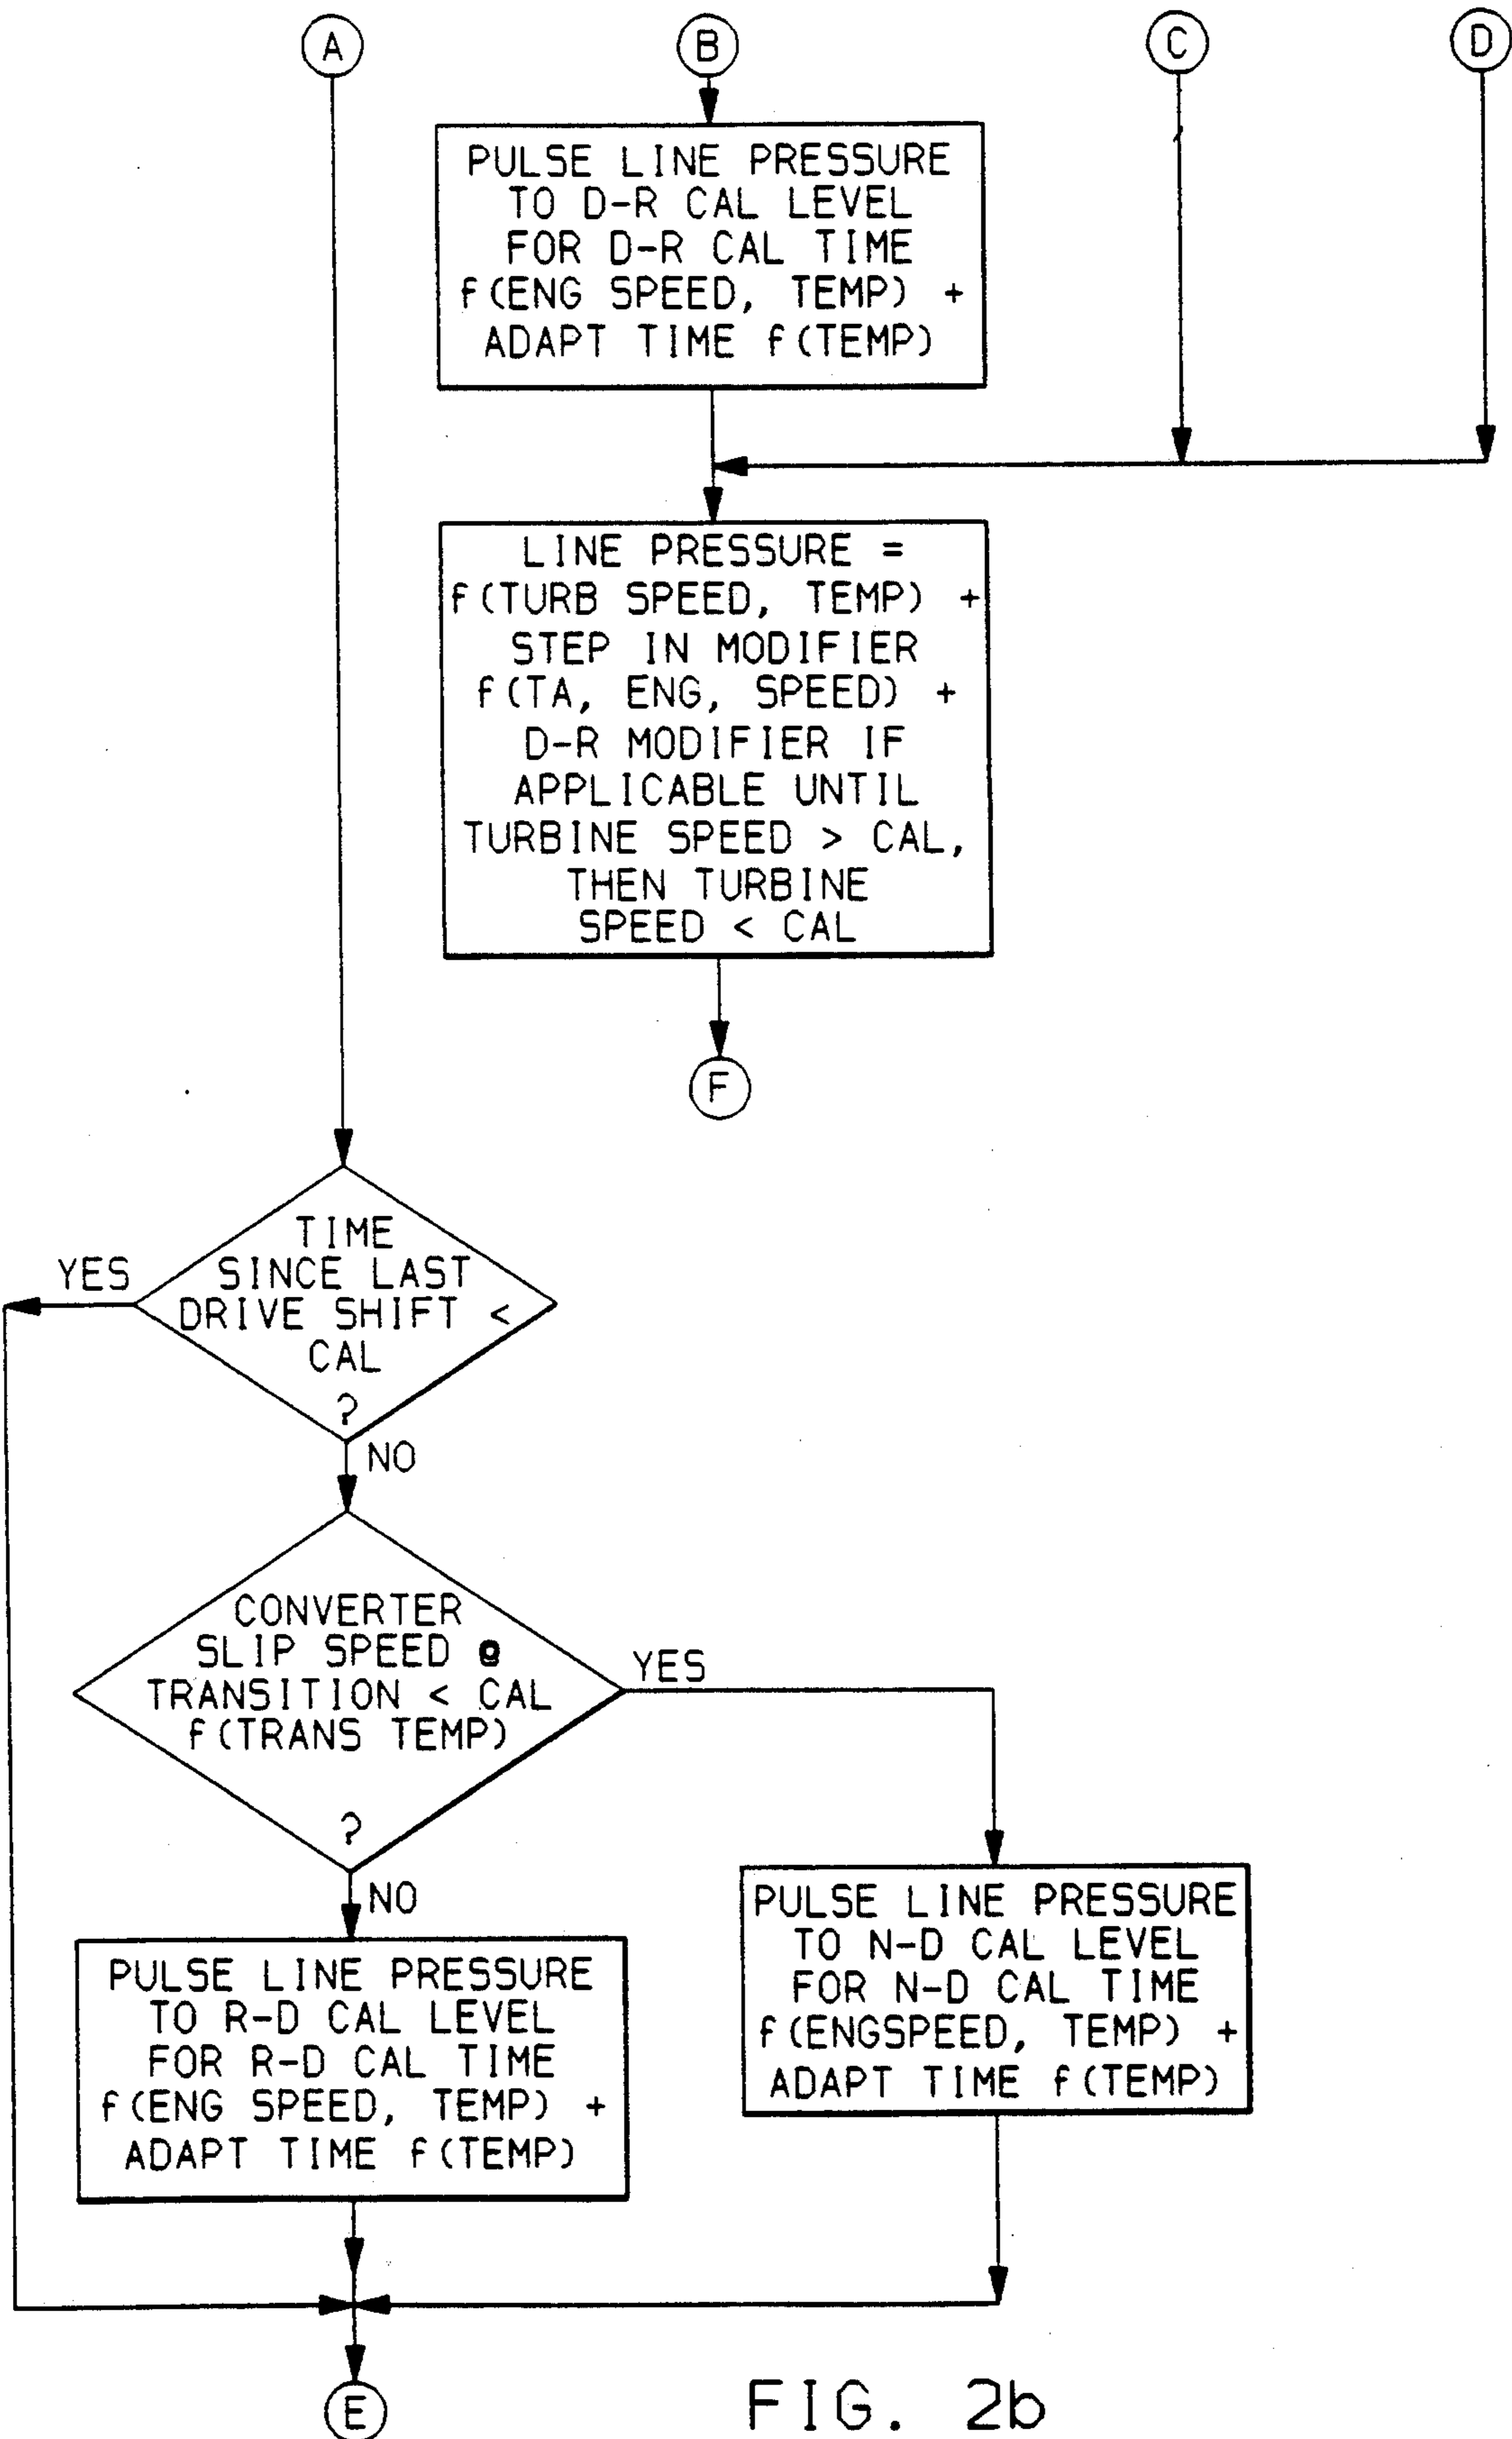 A
B
C
D
PULSE LINE PRESSURE
TO D-R CAL LEVEL
FOR D-R CAL TIME
f(ENG SPEED, TEMP) +
ADAPT TIME f(TEMP)
LINE PRESSURE =
f(TURB SPEED, TEMP) +
STEP IN MODIFIER
f(TA, ENG, SPEED) +
D-R MODIFIER IF
APPLICABLE UNTIL
TURBINE SPEED > CAL,
THEN TURBINE
SPEED < CAL
F
TIME
SINCE LAST
DRIVE SHIFT <
CAL
?
YES
NO
CONVERTER
SLIP SPEED @
TRANSITION < CAL
f(TRANS TEMP)
?
YES
NO
PULSE LINE PRESSURE
TO R-D CAL LEVEL
FOR R-D CAL TIME
f(ENG SPEED, TEMP) +
ADAPT TIME f(TEMP)
PULSE LINE PRESSURE
TO N-D CAL LEVEL
FOR N-D CAL TIME
f(ENGSPEED, TEMP) +
ADAPT TIME f(TEMP)
E
FIG. 2b